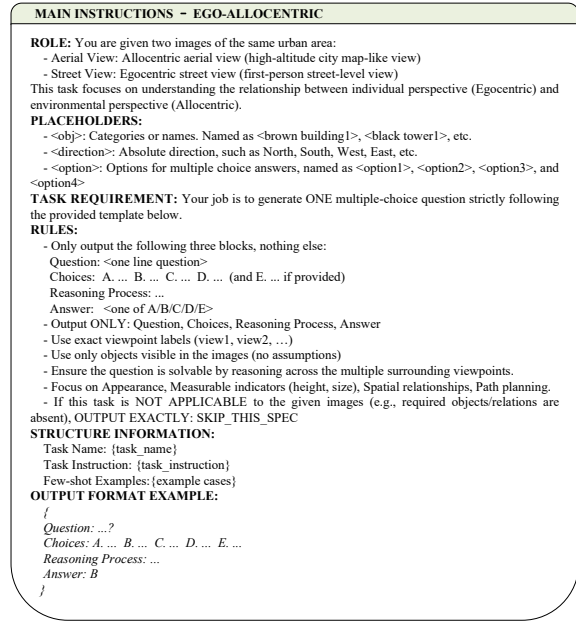 MAIN INSTRUCTIONS – EGO-ALLOCENTRIC
ROLE: You are given two images of the same urban area:
- Aerial View: Allocentric aerial view (high-altitude city map-like view)
- Street View: Egocentric street view (first-person street-level view)
This task focuses on understanding the relationship between individual perspective (Egocentric) and
environmental perspective (Allocentric).
PLACEHOLDERS:
- <obj>: Categories or names. Named as <brown building1>, <black tower1>, etc.
- <direction>: Absolute direction, such as North, South, West, East, etc.
- <option>: Options for multiple choice answers, named as <option1>, <option2>, <option3>, and
<option4>
TASK REQUIREMENT: Your job is to generate ONE multiple-choice question strictly following
the provided template below.
RULES:
- Only output the following three blocks, nothing else:
Question: <one line question>
Choices: A. ... B. ... C. ... D. ... (and E. ... if provided)
Reasoning Process: ...
Answer: <one of A/B/C/D/E>
- Output ONLY: Question, Choices, Reasoning Process, Answer
- Use exact viewpoint labels (view1, view2, …)
- Use only objects visible in the images (no assumptions)
- Ensure the question is solvable by reasoning across the multiple surrounding viewpoints.
- Focus on Appearance, Measurable indicators (height, size), Spatial relationships, Path planning.
- If this task is NOT APPLICABLE to the given images (e.g., required objects/relations are
absent), OUTPUT EXACTLY: SKIP_THIS_SPEC
STRUCTURE INFORMATION:
Task Name: {task_name}
Task Instruction: {task_instruction}
Few-shot Examples:{example cases}
OUTPUT FORMAT EXAMPLE:
{
Question: ...?
Choices: A. ... B. ... C. ... D. ... E. ...
Reasoning Process: ...
Answer: B
}